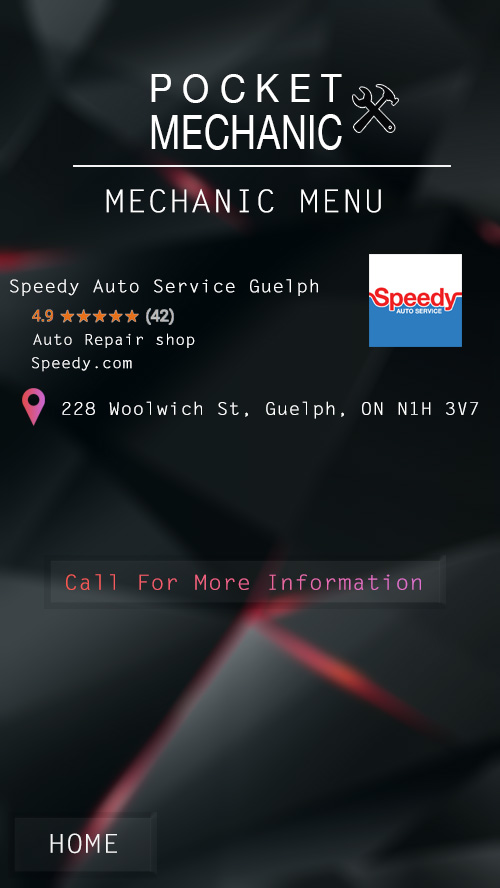 POCKET
MECHANIC
MECHANIC MENU
Speedy Auto Service Guelph
Speedy
AUTO SERVICE
4.9 ★★★★★ (42)
Auto Repair shop
Speedy.com
228 Woolwich St, Guelph, ON N1H 3V7
Call For More Information
HOME